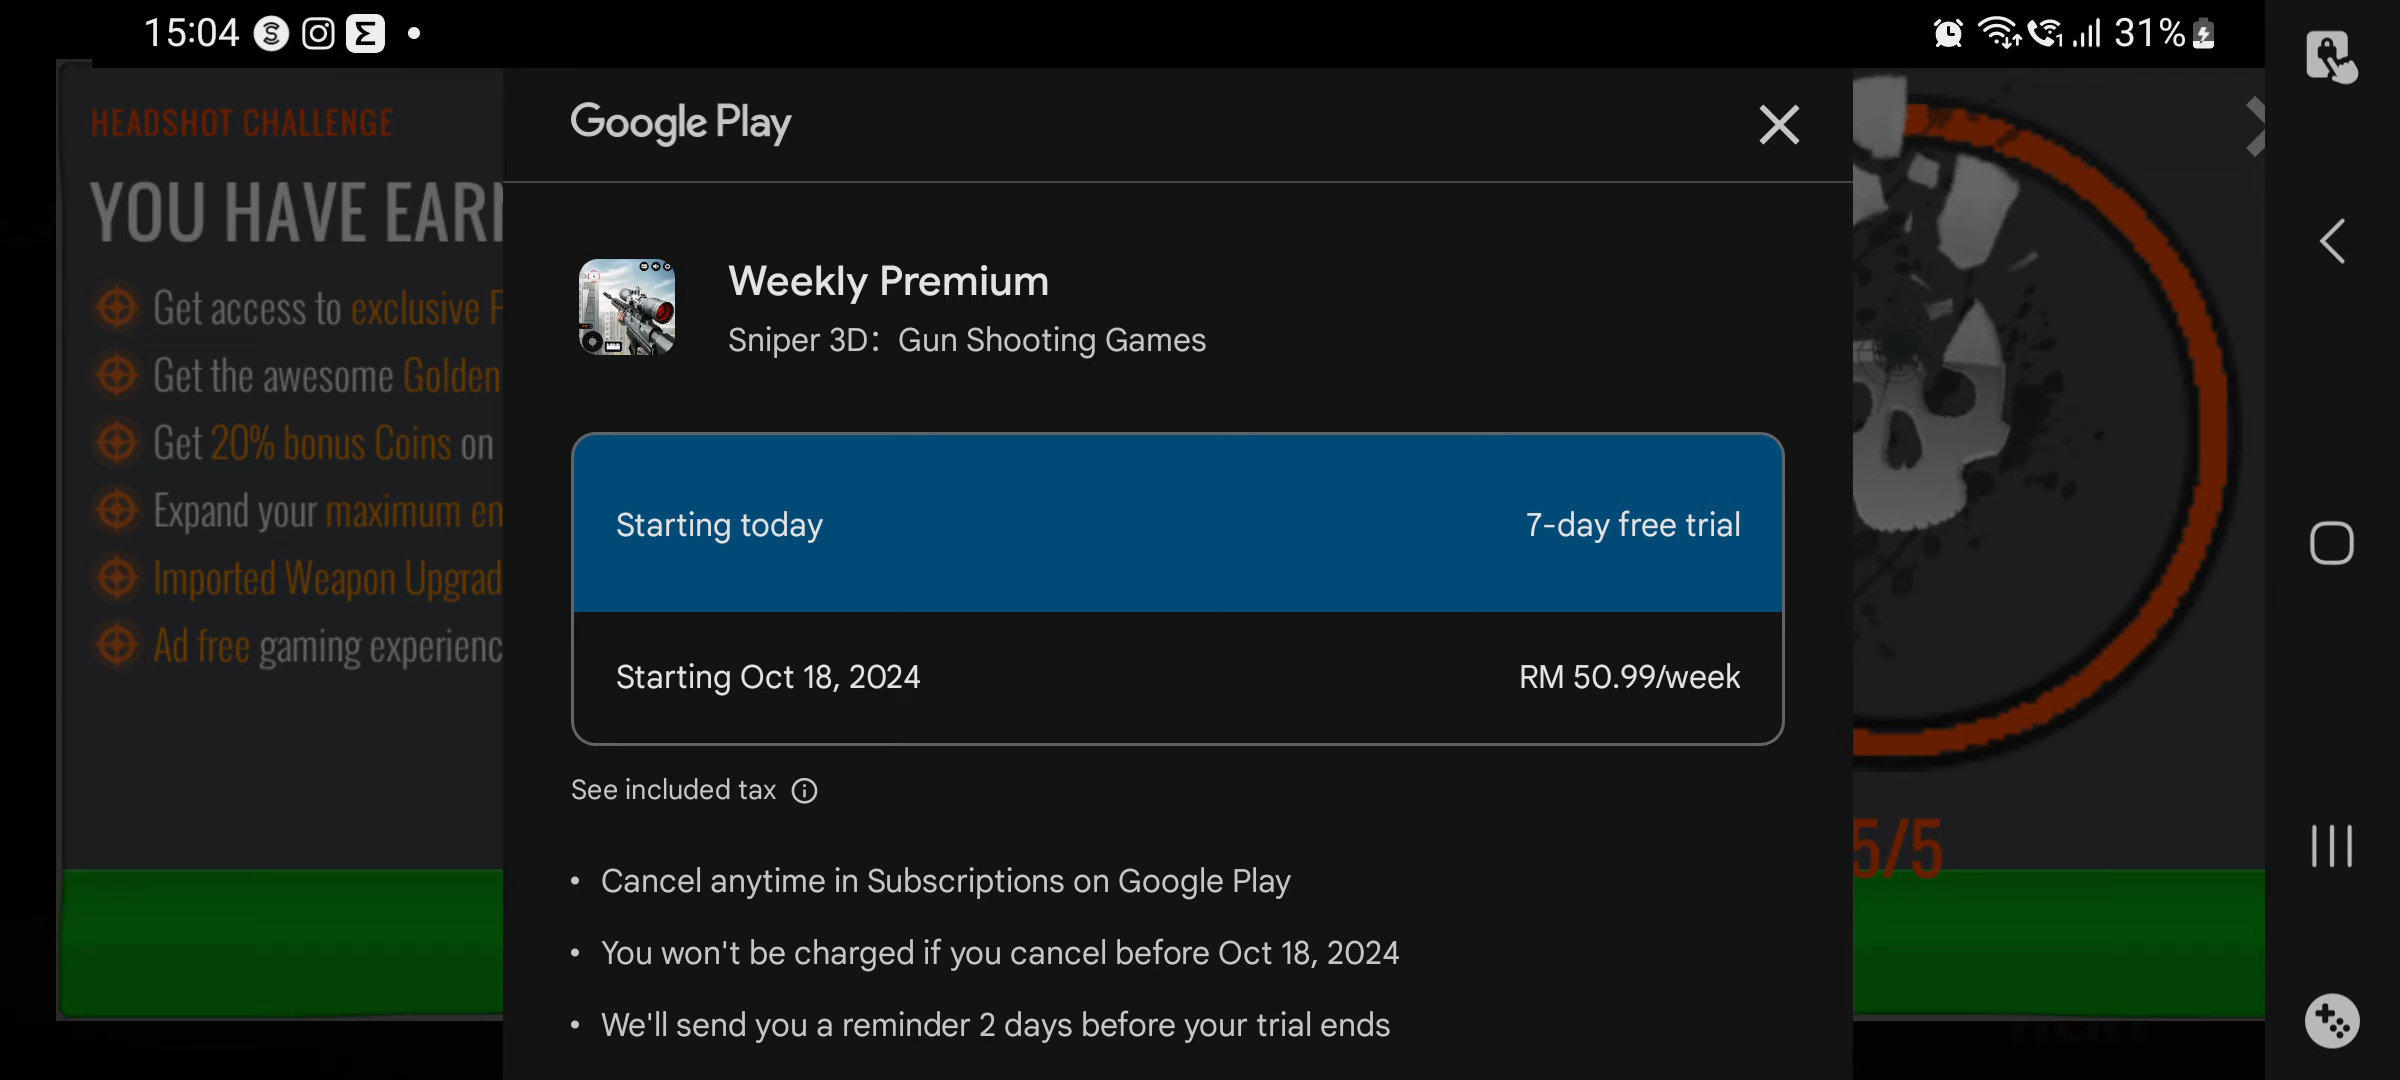 15:04
31%
HEADSHOT CHALLENGE
YOU HAVE
Get access to exclusive
Get the awesome Golden
Get 20% bonus Coins on
Expand your maximum
Imported Weapon
Ad free gaming
Google Play
Weekly Premium
Sniper 3D: Gun Shooting Games
Starting today 7-day free trial
Starting Oct 18, 2024 RM 50.99/week
See included tax
• Cancel anytime in Subscriptions on Google Play
• You won't be charged if you cancel before Oct 18, 2024
• We'll send you a reminder 2 days before your trial ends
5/5